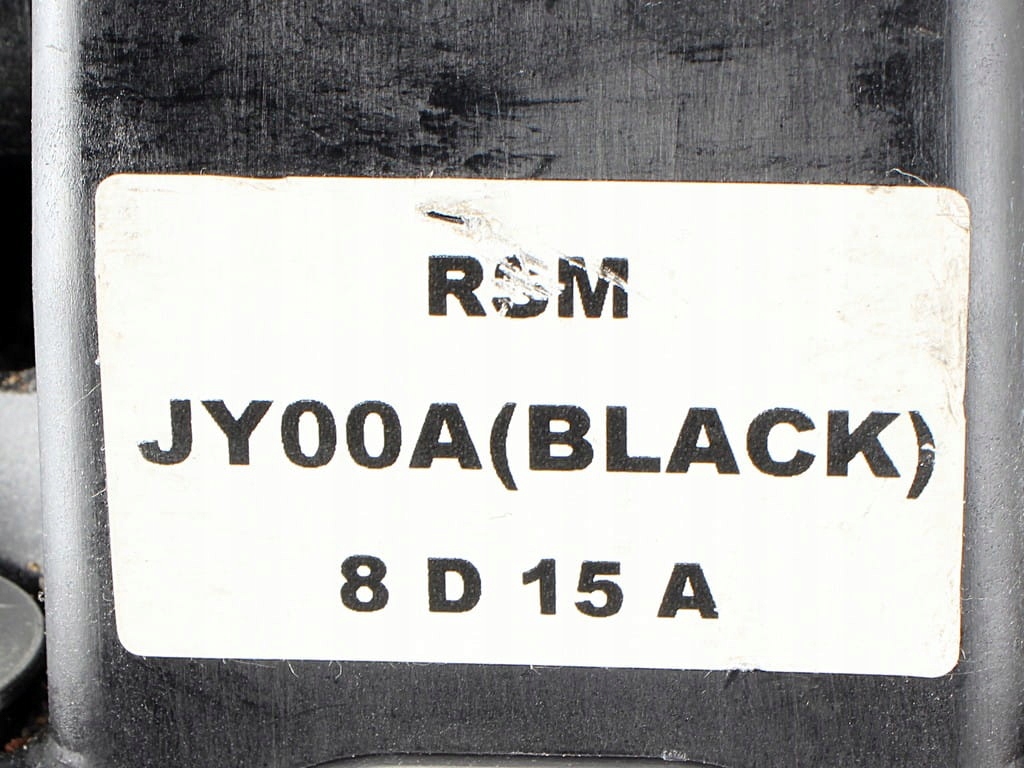 RSM
JY00A(BLACK)
8 D 15 A